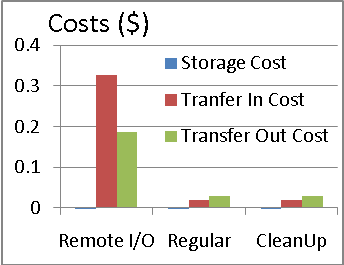 Costs ($)
0.4
0.3
0.2
0.1
0
Storage Cost
Tranfer In Cost
Transfer Out Cost
Remote I/O Regular CleanUp